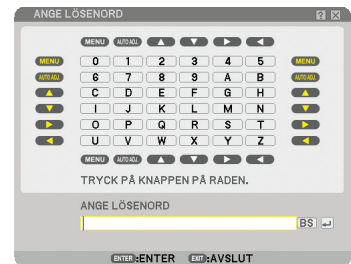 ANGE LÖSENORD
MENU AUTO ADJ.
MENU 0 1 2 3 4 5 MENU
AUTO ADJ. 6 7 8 9 A B AUTO ADJ.
C D E F G H
I J K L M N
O P Q R S T
U V W X Y Z
MENU AUTO ADJ.
TRYCK PÅ KNAPPEN PÅ RADEN.
ANGE LÖSENORD
BS
ENTER :ENTER EXIT :AVSLUT